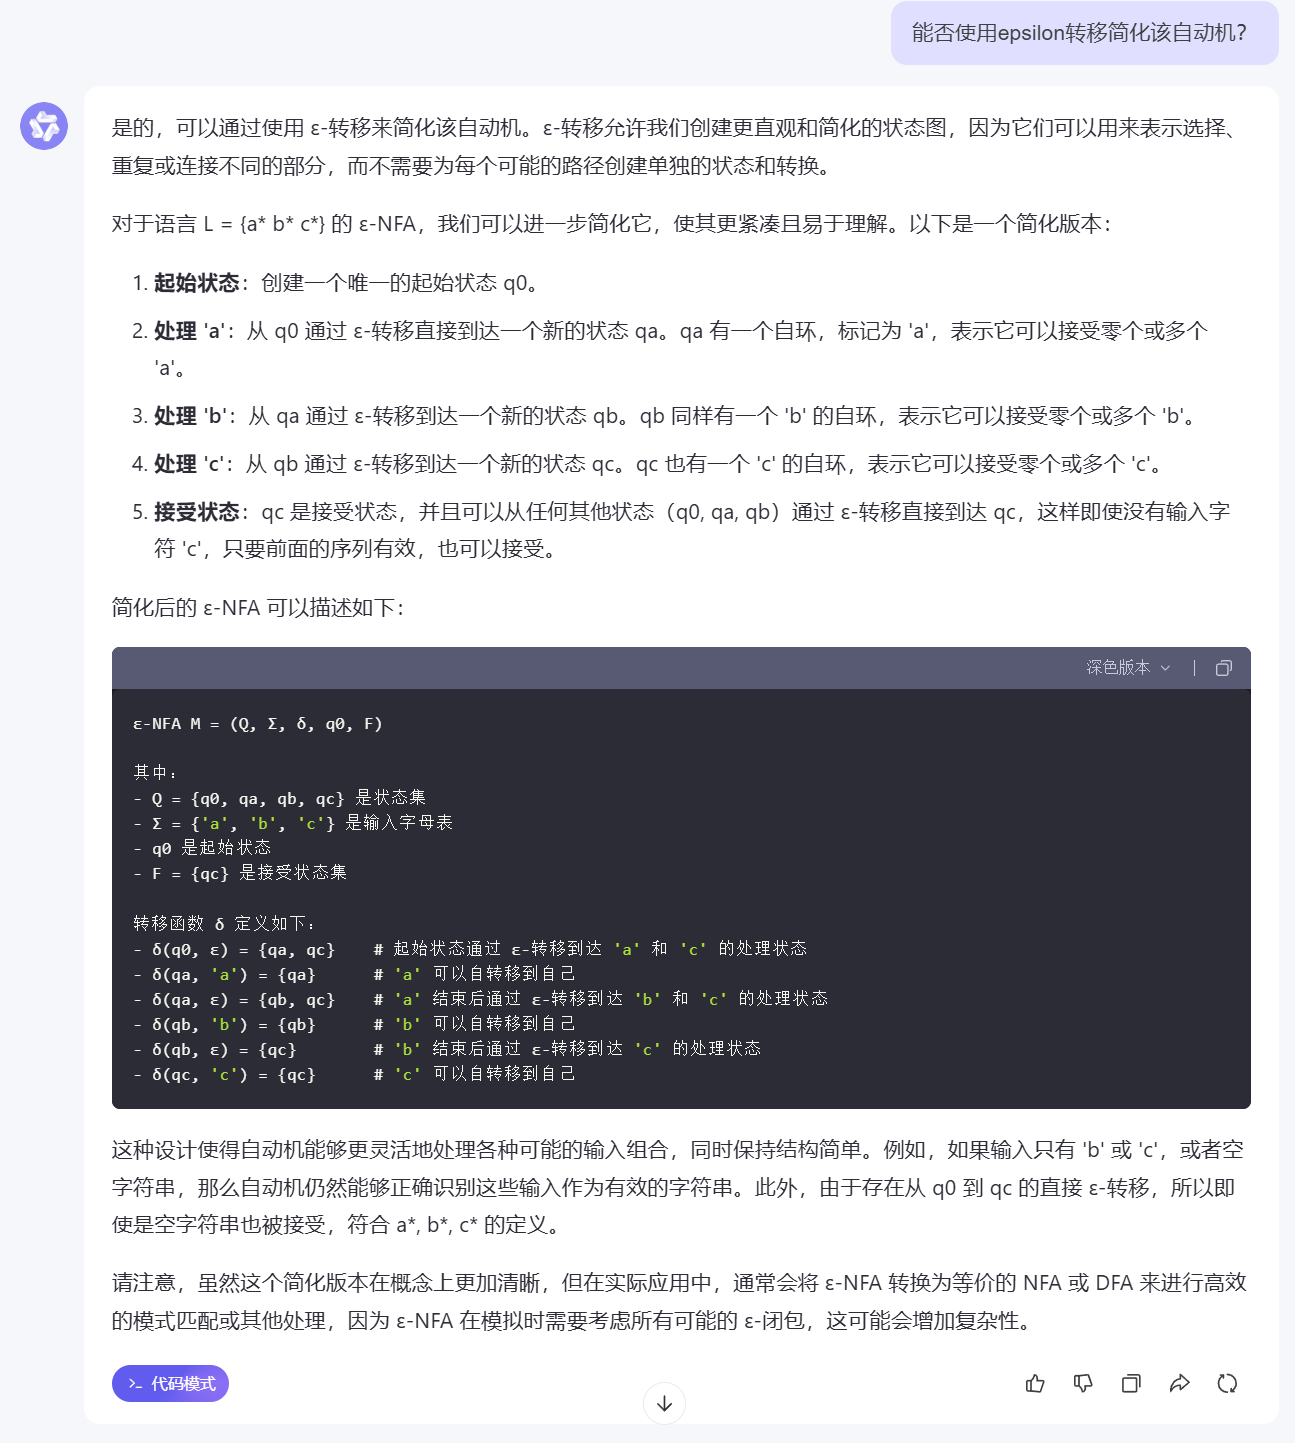 能否使用epsilon转移简化该自动机？
是的，可以通过使用 ε-转移来简化该自动机。ε-转移允许我们创建更直观和简化的状态图，因为它们可以用来表示选择、
重复或连接不同的部分，而不需要为每个可能的路径创建单独的状态和转换。
对于语言 L = {a* b* c*} 的 ε-NFA，我们可以进一步简化它，使其更紧凑且易于理解。以下是一个简化版本：
1. 起始状态：创建一个唯一的起始状态 q0。
2. 处理 'a'：从 q0 通过 ε-转移直接到达一个新的状态 qa。qa 有一个自环，标记为 'a'，表示它可以接受零个或多个
'a'。
3. 处理 'b'：从 qa 通过 ε-转移到达一个新的状态 qb。qb 同样有一个 'b' 的自环，表示它可以接受零个或多个 'b'。
4. 处理 'c'：从 qb 通过 ε-转移到达一个新的状态 qc。qc 也有一个 'c' 的自环，表示它可以接受零个或多个 'c'。
5. 接受状态：qc 是接受状态，并且可以从任何其他状态（q0, qa, qb）通过 ε-转移直接到达 qc，这样即使没有输入字
符 'c'，只要前面的序列有效，也可以接受。
简化后的 ε-NFA 可以描述如下：
深色版本
ε-NFA M = (Q, Σ, δ, q0, F)
其中：
- Q = {q0, qa, qb, qc} 是状态集
- Σ = {'a', 'b', 'c'} 是输入字母表
- q0 是起始状态
- F = {qc} 是接受状态集
转移函数 δ 定义如下：
- δ(q0, ε) = {qa, qc} # 起始状态通过 ε-转移到达 'a' 和 'c' 的处理状态
- δ(qa, 'a') = {qa} # 'a' 可以自转移到自己
- δ(qa, ε) = {qb, qc} # 'a' 结束后通过 ε-转移到达 'b' 和 'c' 的处理状态
- δ(qb, 'b') = {qb} # 'b' 可以自转移到自己
- δ(qb, ε) = {qc} # 'b' 结束后通过 ε-转移到达 'c' 的处理状态
- δ(qc, 'c') = {qc} # 'c' 可以自转移到自己
这种设计使得自动机能够更灵活地处理各种可能的输入组合，同时保持结构简单。例如，如果输入只有 'b' 或 'c'，或者空
字符串，那么自动机仍然能够正确识别这些输入作为有效的字符串。此外，由于存在从 q0 到 qc 的直接 ε-转移，所以即
使是空字符串也被接受，符合 a*, b*, c* 的定义。
请注意，虽然这个简化版本在概念上更加清晰，但在实际应用中，通常会将 ε-NFA 转换为等价的 NFA 或 DFA 来进行高效
的模式匹配或其他处理，因为 ε-NFA 在模拟时需要考虑所有可能的 ε-闭包，这可能会增加复杂性。
代码模式